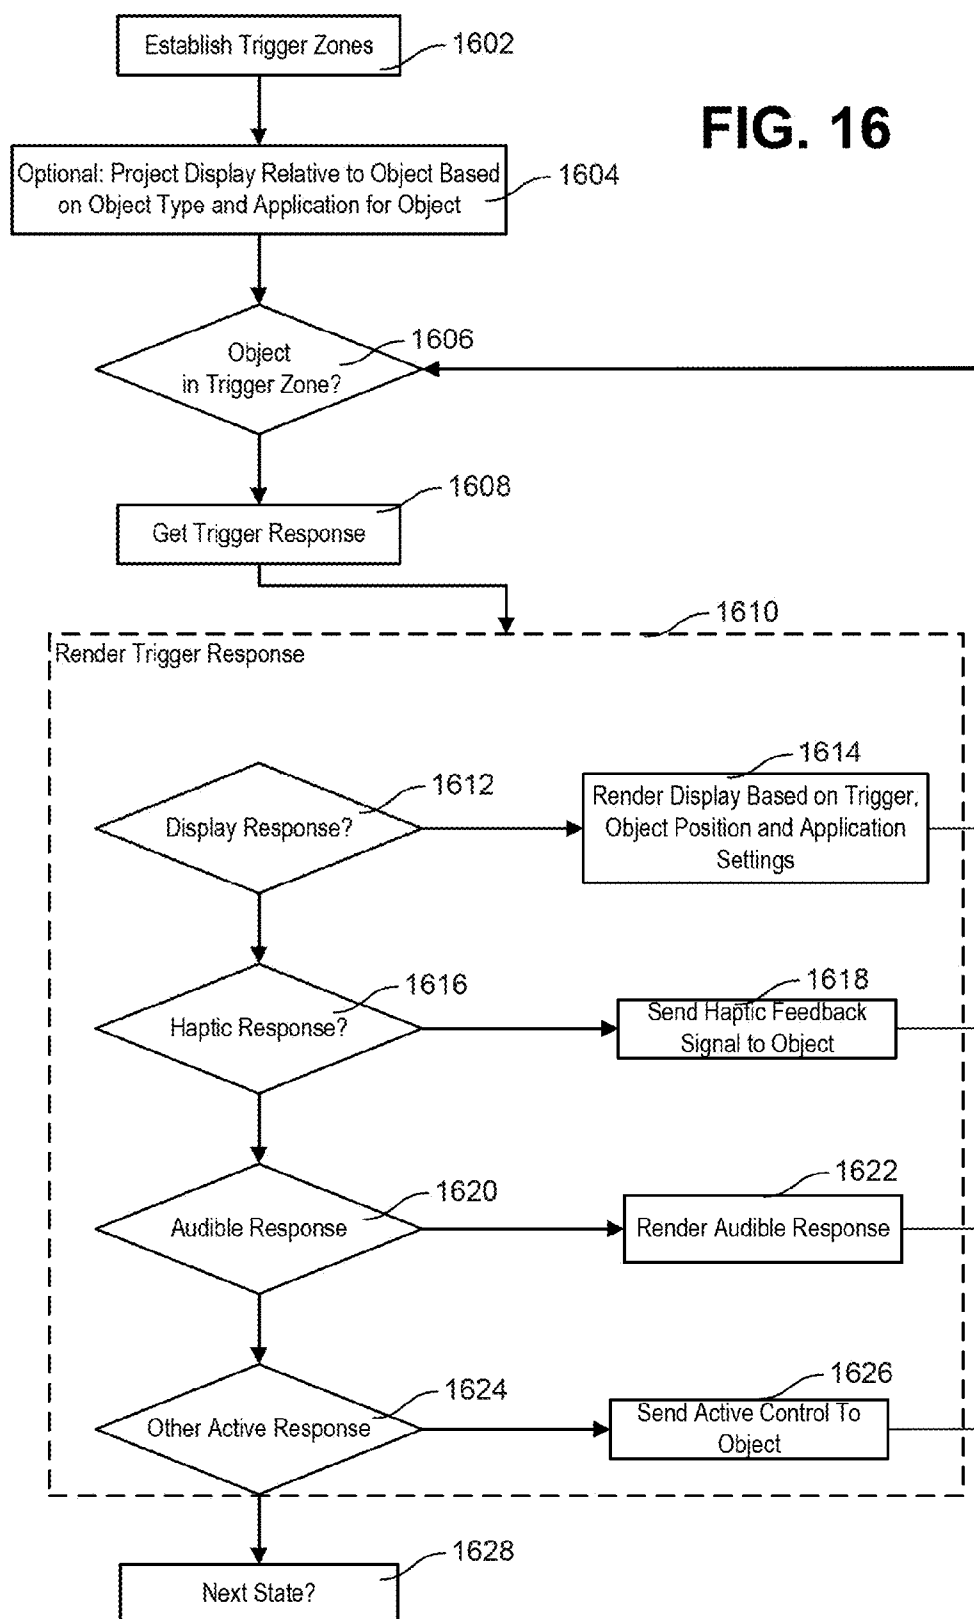 Establish Trigger Zones
1602
FIG. 16
Optional: Project Display Relative to Object Based
on Object Type and Application for Object
1604
Object
in Trigger Zone?
1606
1608
Get Trigger Response
1610
Render Trigger Response
1612
Display Response?
1614
Render Display Based on Trigger,
Object Position and Application
Settings
1616
Haptic Response?
1618
Send Haptic Feedback
Signal to Object
1620
Audible Response
1622
Render Audible Response
1624
Other Active Response
1626
Send Active Control To
Object
1628
Next State?